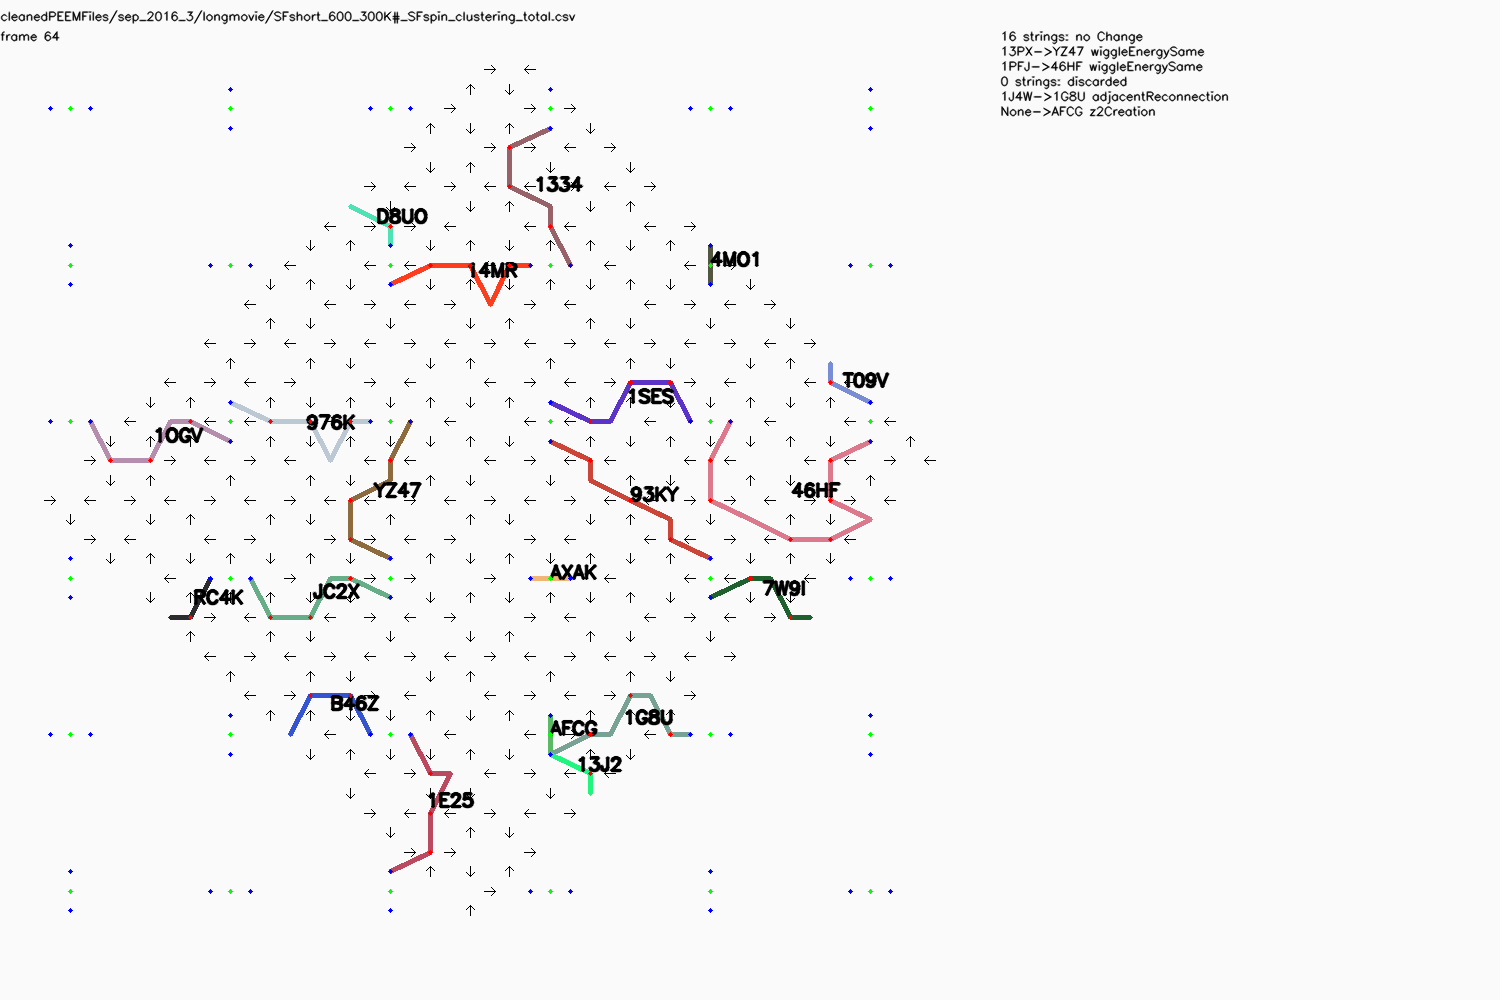 cleanedPEEMFiles/sep_2016_3/longmovie/SFshort_600_300K#_SFspin_clustering_total.csv
frame 64
16 strings: no Change
13PX->YZ47 wiggleEnergySame
1PFJ->46HF wiggleEnergySame
0 strings: discarded
1J4W->1G8U adjacentReconnection
None->AFCG z2Creation
1334
D8U0
4MO1
14MR
T09V
1SES
976K
1OGV
YZ47
93KY
46HF
AXAK
7W9I
JC2X
RC4K
B46Z
1G8U
AFCG
13J2
1E25